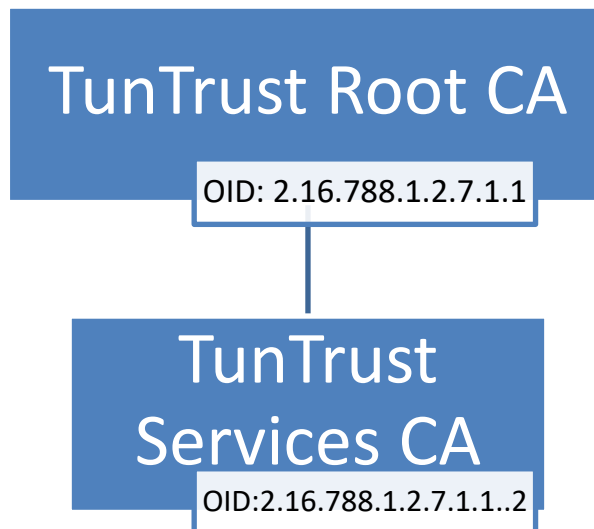 TunTrust Root CA
OID: 2.16.788.1.2.7.1.1
TunTrust
Services CA
OID:2.16.788.1.2.7.1.1..2